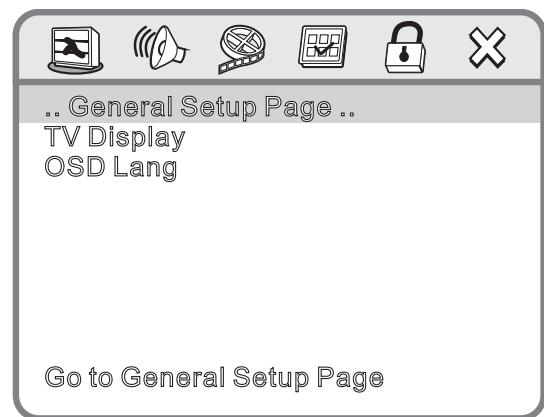 .. General Setup Page ..
TV Display
OSD Lang
Go to General Setup Page